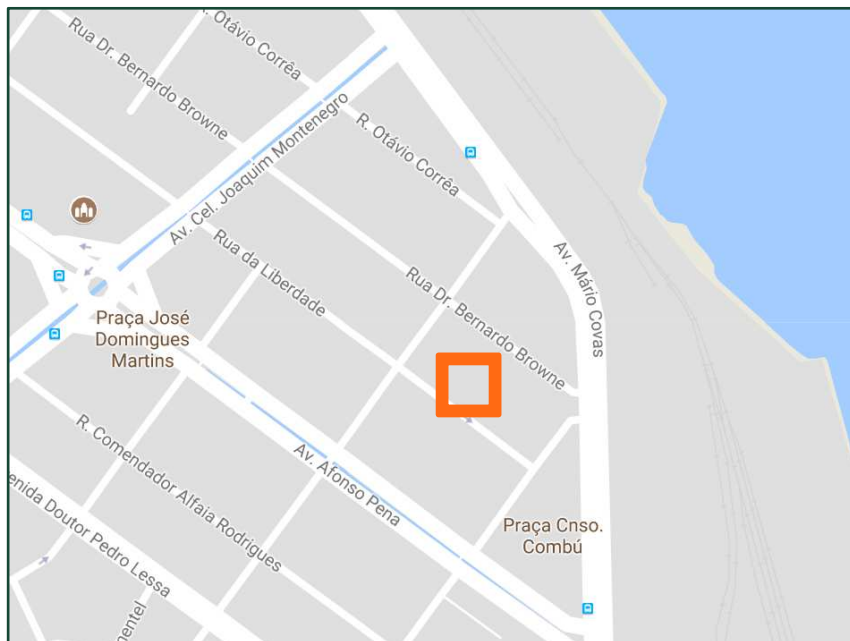 R. Otávio Corrêa
Rua Dr. Bernardo Browne
Av. Cel. Joaquim Montenegro
R. Otávio Corrêa
Av. Mário Covas
Rua da Liberdade
Rua Dr. Bernardo Browne
Praça José
Domingues
Martins
R. Comendador Alfaia Rodrigues
Av. Afonso Pena
enida Doutor Pedro Lessa
Praça Cnso.
Combú
mentel